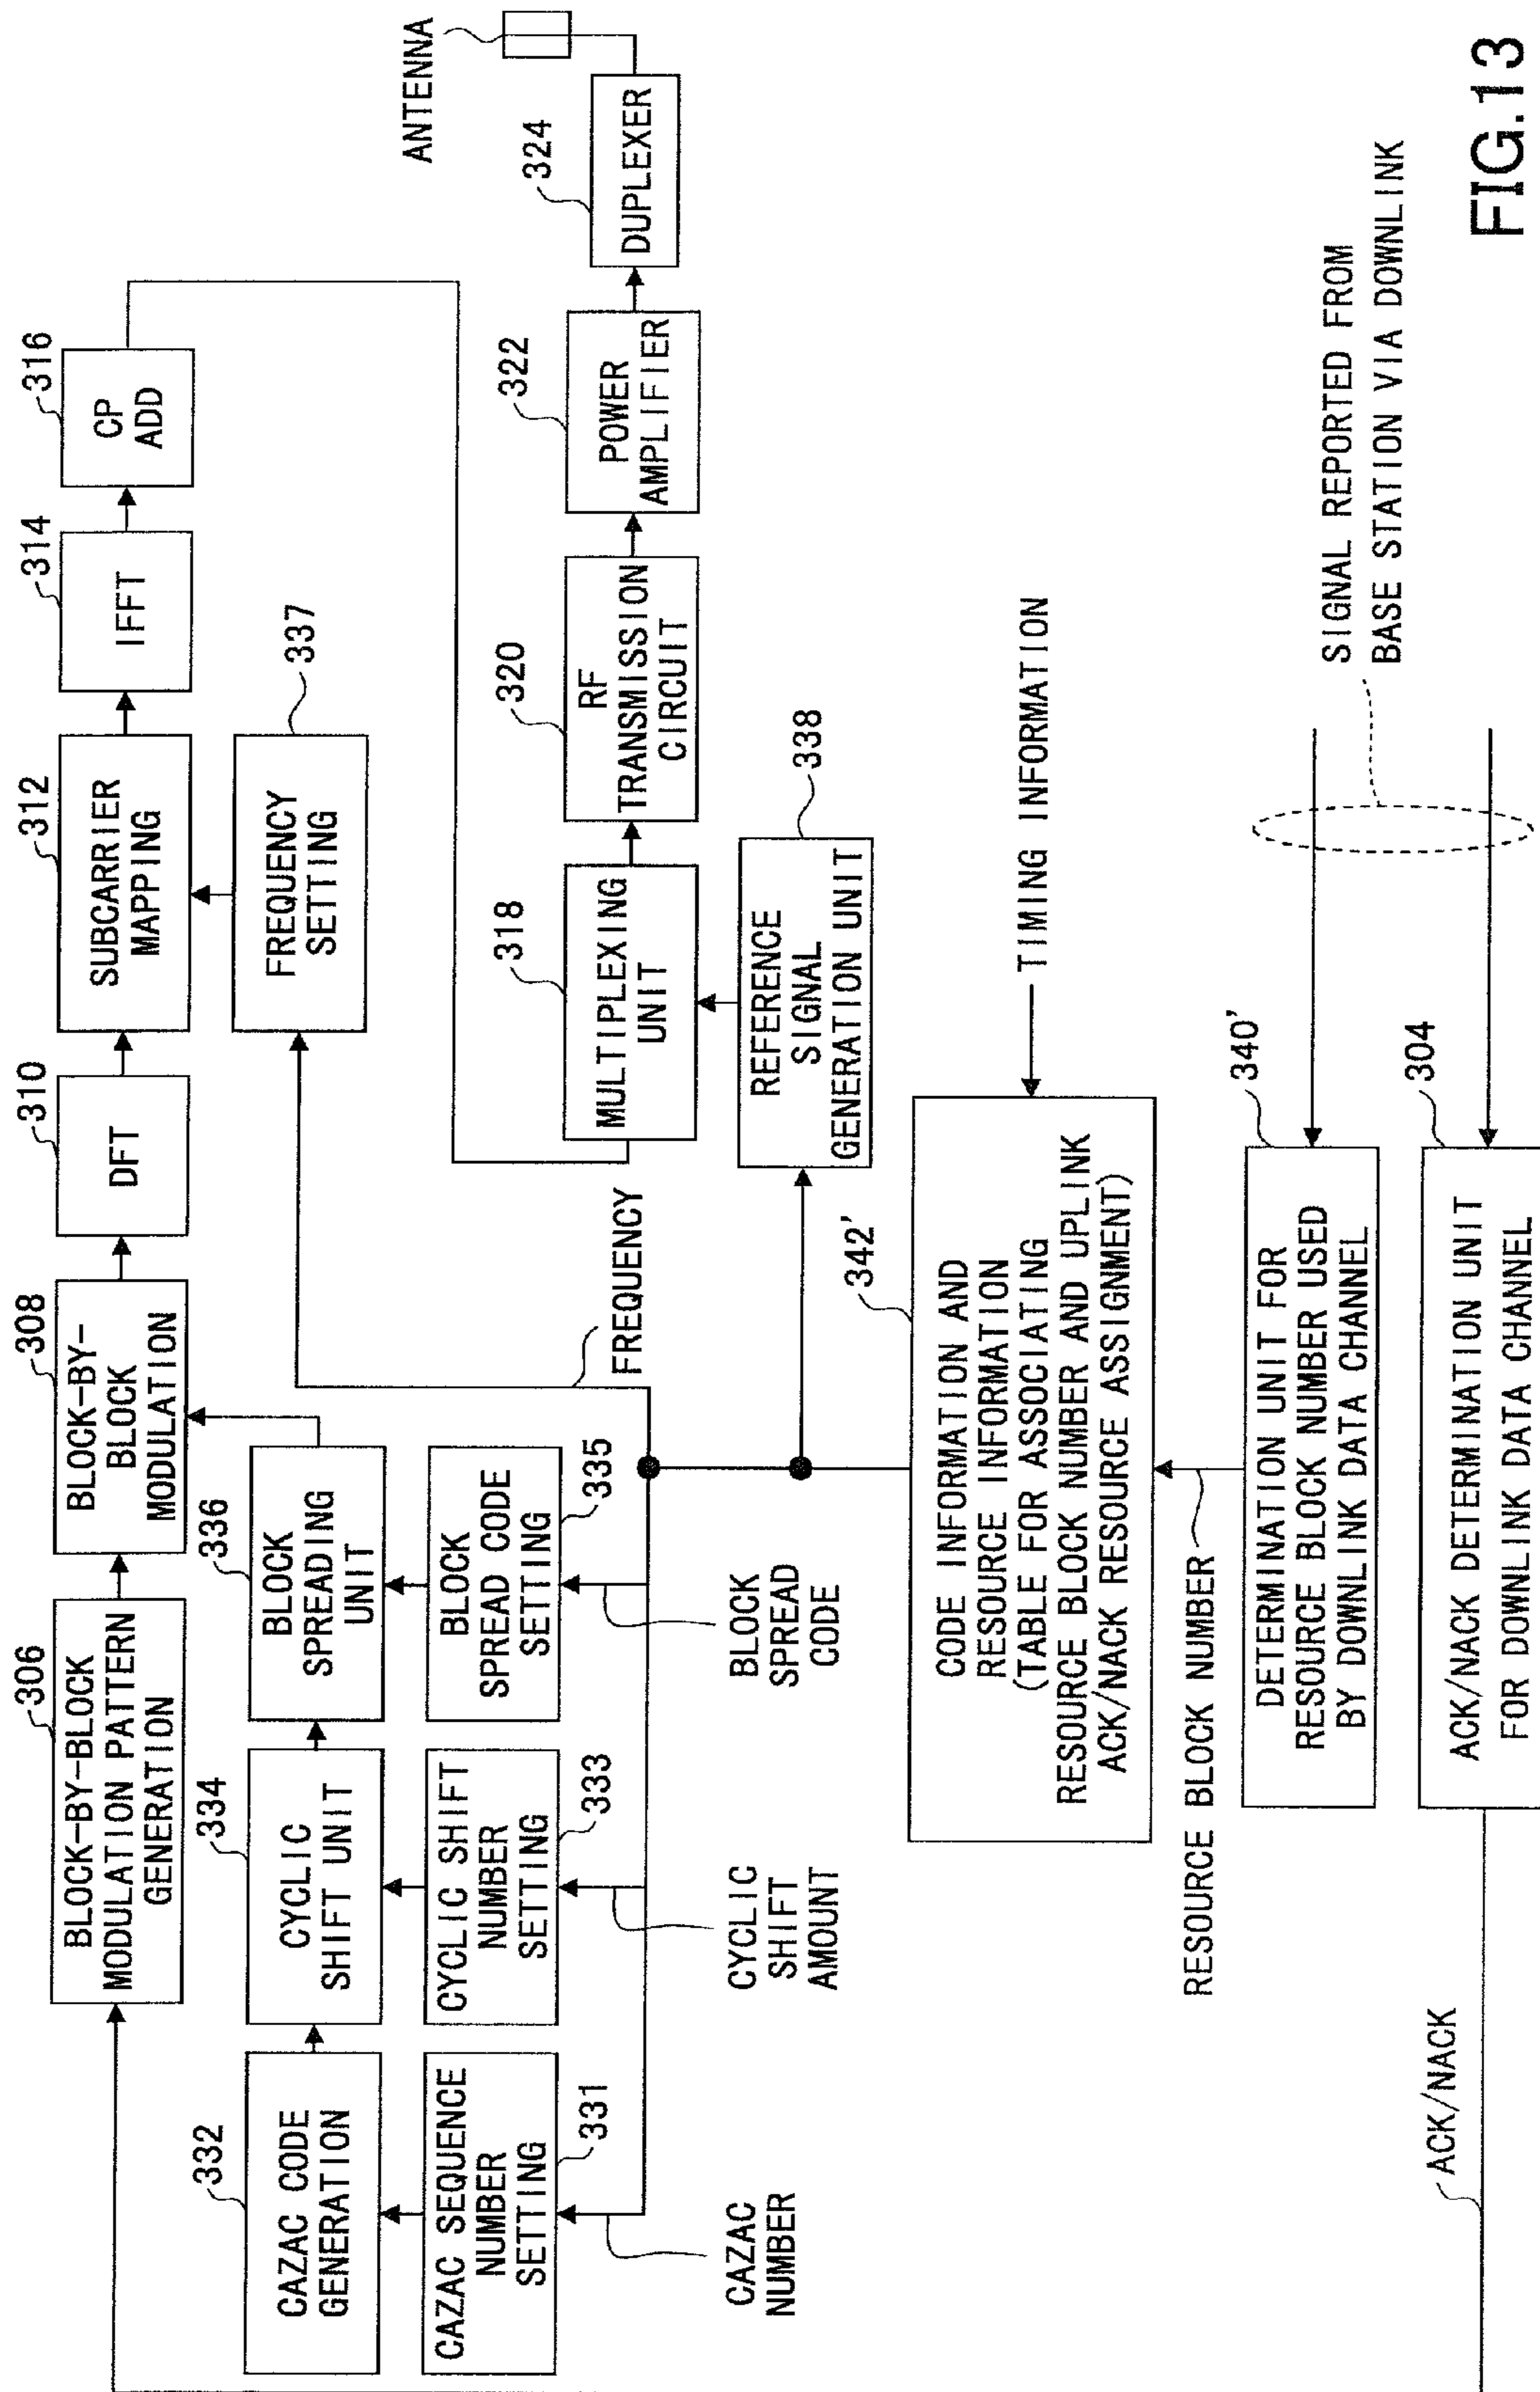 306
BLOCK-BY-BLOCK
MODULATION PATTERN
GENERATION
308
BLOCK-BY-
BLOCK
MODULATION
310
DFT
312
SUBCARRIER
MAPPING
314
IFFT
316
CP
ADD
332
CAZAC CODE
GENERATION
334
CYCLIC
SHIFT UNIT
336
BLOCK
SPREADING
UNIT
FREQUENCY
SETTING
337
CAZAC SEQUENCE
NUMBER
SETTING
331
CYCLIC SHIFT
NUMBER
SETTING
333
BLOCK
SPREAD CODE
SETTING
335
FREQUENCY
CAZAC
NUMBER
CYCLIC
SHIFT
AMOUNT
BLOCK
SPREAD
CODE
318
MULTIPLEXING
UNIT
320
RF
TRANSMISSION
CIRCUIT
322
POWER
AMPLIFIER
324
DUPLEXER
ANTENNA
REFERENCE
SIGNAL
GENERATION UNIT
338
342'
CODE INFORMATION AND
RESOURCE INFORMATION
(TABLE FOR ASSOCIATING
RESOURCE BLOCK NUMBER AND UPLINK
ACK/NACK RESOURCE ASSIGNMENT)
TIMING INFORMATION
RESOURCE BLOCK NUMBER
340'
DETERMINATION UNIT FOR
RESOURCE BLOCK NUMBER USED
BY DOWNLINK DATA CHANNEL
SIGNAL REPORTED FROM
BASE STATION VIA DOWNLINK
304
ACK/NACK DETERMINATION UNIT
FOR DOWNLINK DATA CHANNEL
ACK/NACK
FIG.13